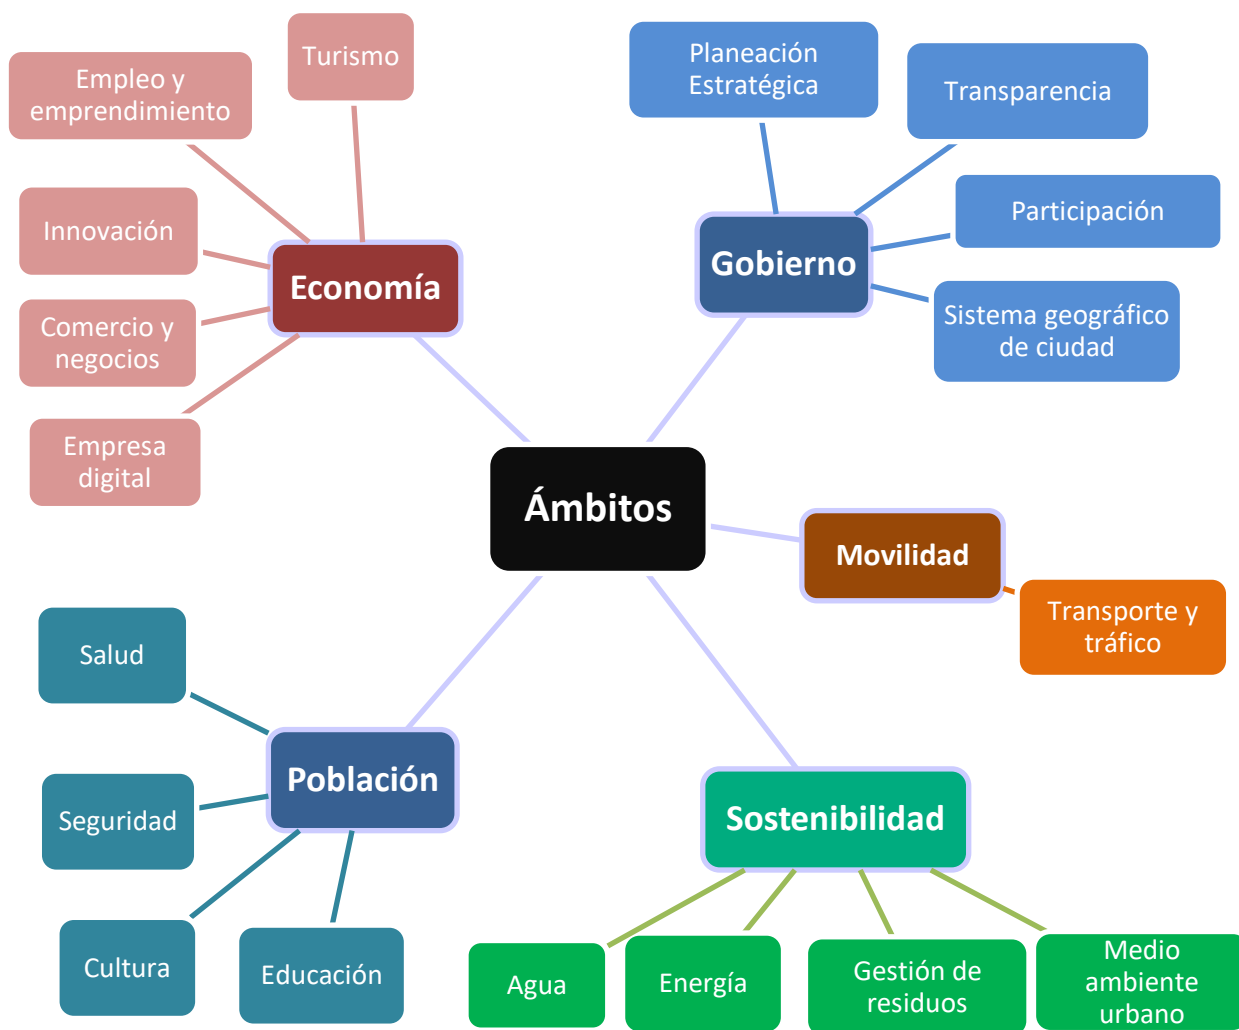 Turismo
Empleo y
emprendimiento
Innovación
Comercio y
negocios
Empresa
digital
Economía
Planeación
Estratégica
Transparencia
Participación
Sistema geográfico
de ciudad
Gobierno
Ámbitos
Movilidad
Transporte y
tráfico
Salud
Seguridad
Cultura
Educación
Población
Sostenibilidad
Agua
Energía
Gestión de
residuos
Medio
ambiente
urbano